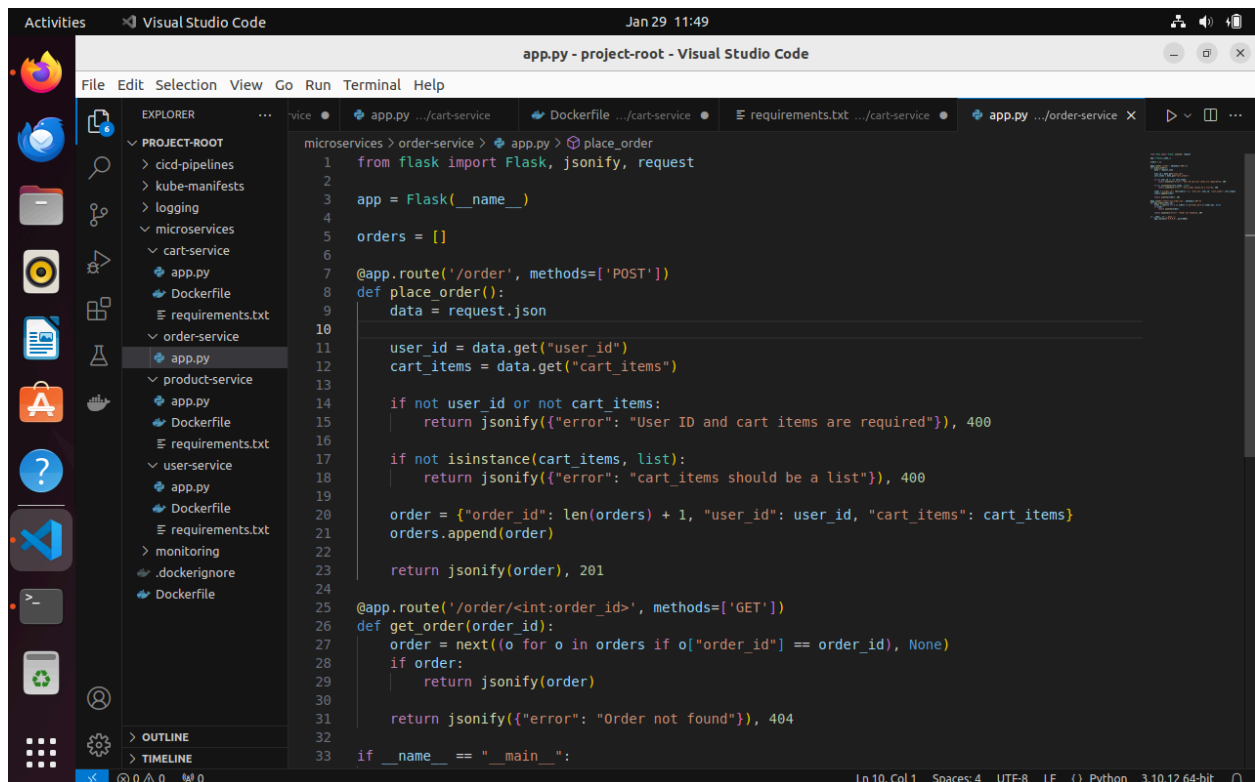 Activities
Visual Studio Code
Jan 29 11:49
app.py - project-root - Visual Studio Code
File Edit Selection View Go Run Terminal Help
EXPLORER
rvice
app.py .../cart-service
Dockerfile .../cart-service
requirements.txt .../cart-service
app.py .../order-service
6
PROJECT-ROOT
cicd-pipelines
kube-manifests
logging
microservices
cart-service
app.py
Dockerfile
requirements.txt
order-service
app.py
product-service
app.py
Dockerfile
requirements.txt
user-service
app.py
Dockerfile
requirements.txt
monitoring
.dockerignore
Dockerfile
OUTLINE
TIMELINE
microservices > order-service > app.py > place_order
1 from flask import Flask, jsonify, request
2
3 app = Flask(__name__)
4
5 orders = []
6
7 @app.route('/order', methods=['POST'])
8 def place_order():
9     data = request.json
10
11     user_id = data.get("user_id")
12     cart_items = data.get("cart_items")
13
14     if not user_id or not cart_items:
15         return jsonify({"error": "User ID and cart items are required"}), 400
16
17     if not isinstance(cart_items, list):
18         return jsonify({"error": "cart_items should be a list"}), 400
19
20     order = {"order_id": len(orders) + 1, "user_id": user_id, "cart_items": cart_items}
21     orders.append(order)
22
23     return jsonify(order), 201
24
25 @app.route('/order/<int:order_id>', methods=['GET'])
26 def get_order(order_id):
27     order = next((o for o in orders if o["order_id"] == order_id), None)
28     if order:
29         return jsonify(order)
30
31     return jsonify({"error": "Order not found"}), 404
32
33 if __name__ == "__main__":
0 0 0
Ln 10, Col 1 Spaces: 4 UTF-8 LF {} Python 3.10.12 64-bit